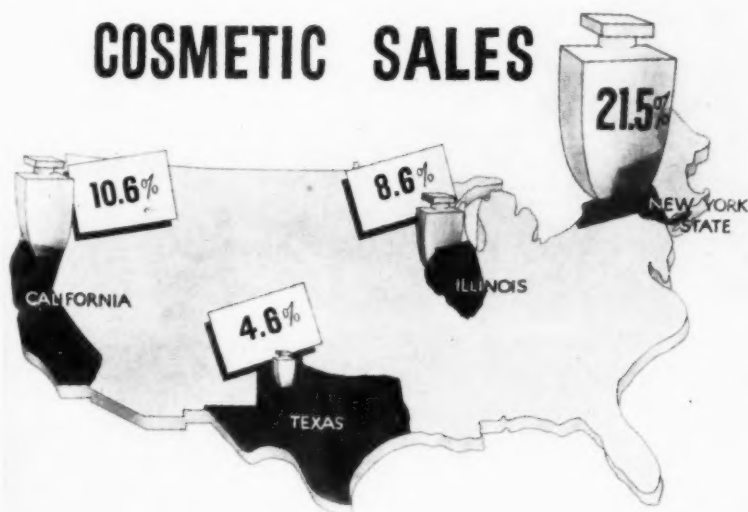 COSMETIC SALES
21.5%
10.6%
8.6%
NEW YORK
STATE
CALIFORNIA
ILLINOIS
4.6%
TEXAS